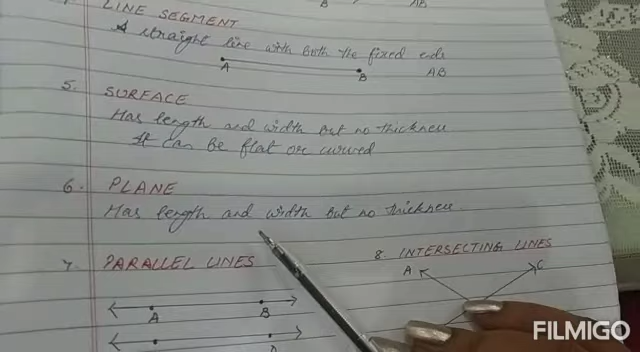 B AB
LINE SEGMENT
A straight line with both the fixed ends
A B AB
5. SURFACE
Has length and width but no thickness
It can be flat or curved
6. PLANE
Has length and width but no thickness.
7. PARALLEL LINES
A B
8. INTERSECTING LINES
A C
FILMIGO